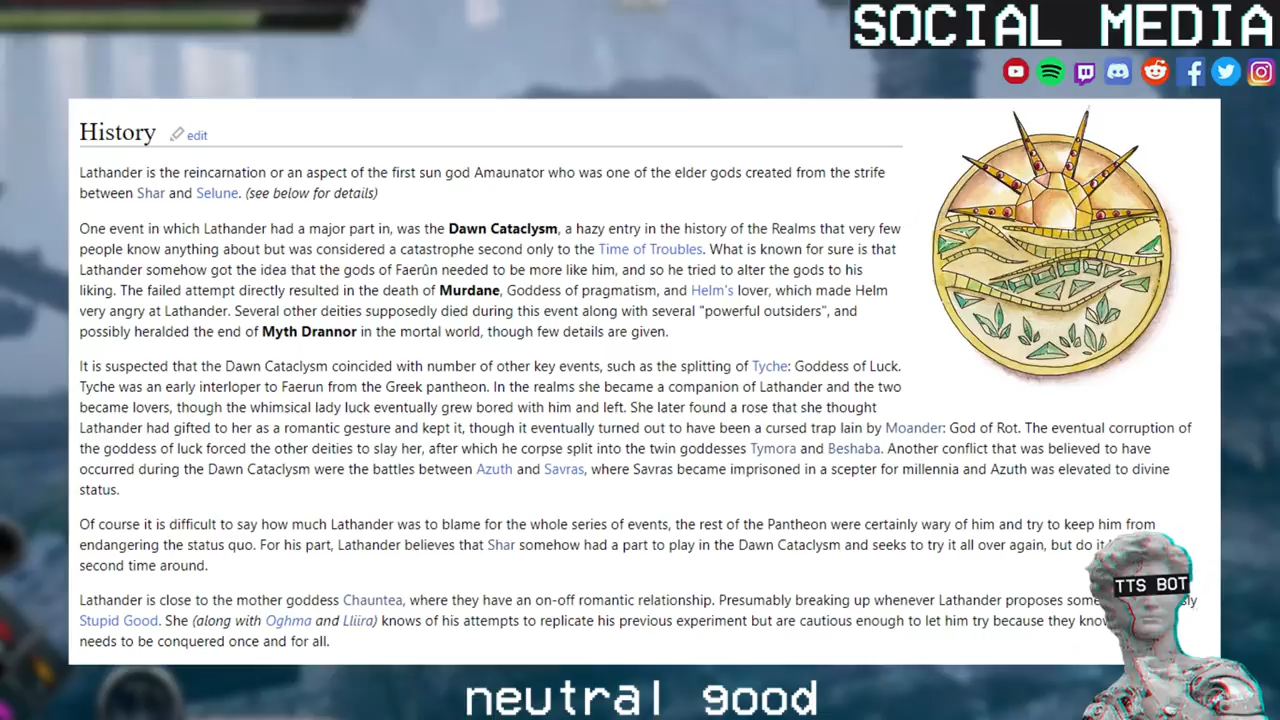 SOCIAL MEDIA
History edit
Lathander is the reincarnation or an aspect of the first sun god Amaunator who was one of the elder gods created from the strife
between Shar and Selune. (see below for details)
One event in which Lathander had a major part in, was the Dawn Cataclysm, a hazy entry in the history of the Realms that very few
people know anything about but was considered a catastrophe second only to the Time of Troubles. What is known for sure is that
Lathander somehow got the idea that the gods of Faerûn needed to be more like him, and so he tried to alter the gods to his
liking. The failed attempt directly resulted in the death of Murdane, Goddess of pragmatism, and Helm's lover, which made Helm
very angry at Lathander. Several other deities supposedly died during this event along with several "powerful outsiders", and
possibly heralded the end of Myth Drannor in the mortal world, though few details are given.
It is suspected that the Dawn Cataclysm coincided with number of other key events, such as the splitting of Tyche: Goddess of Luck.
Tyche was an early interloper to Faerun from the Greek pantheon. In the realms she became a companion of Lathander and the two
became lovers, though the whimsical lady luck eventually grew bored with him and left. She later found a rose that she thought
Lathander had gifted to her as a romantic gesture and kept it, though it eventually turned out to have been a cursed trap lain by Moander: God of Rot. The eventual corruption of
the goddess of luck forced the other deities to slay her, after which he corpse split into the twin goddesses Tymora and Beshaba. Another conflict that was believed to have
occurred during the Dawn Cataclysm were the battles between Azuth and Savras, where Savras became imprisoned in a scepter for millennia and Azuth was elevated to divine
status.
Of course it is difficult to say how much Lathander was to blame for the whole series of events, the rest of the Pantheon were certainly wary of him and try to keep him from
endangering the status quo. For his part, Lathander believes that Shar somehow had a part to play in the Dawn Cataclysm and seeks to try it all over again, but do it
second time around.
TTS BOT
Lathander is close to the mother goddess Chauntea, where they have an on-off romantic relationship. Presumably breaking up whenever Lathander proposes
Stupid Good. She (along with Oghma and Lliira) knows of his attempts to replicate his previous experiment but are cautious enough to let him try because they
needs to be conquered once and for all.
neutral good